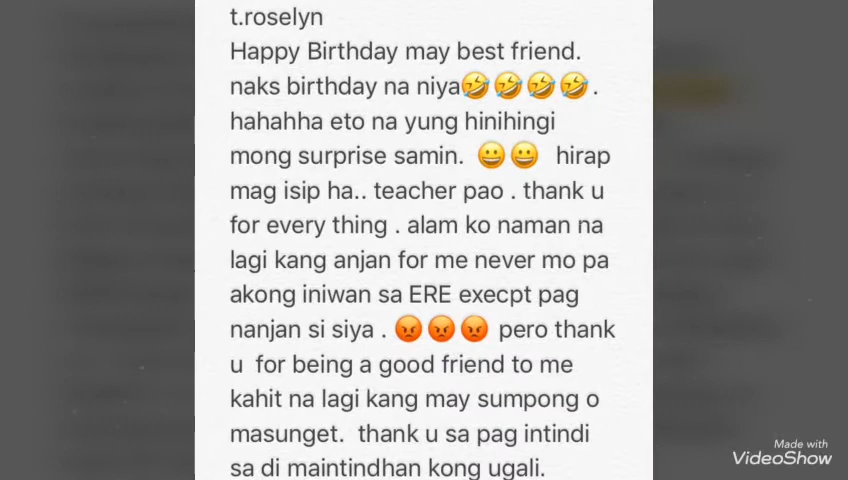 t.roselyn
Happy Birthday may best friend.
naks birthday na niya🤣🤣🤣🤣.
hahahha eto na yung hinihingi
mong surprise samin. 😀😀 hirap
mag isip ha.. teacher pao . thank u
for every thing . alam ko naman na
lagi kang anjan for me never mo pa
akong iniwan sa ERE execpt pag
nanjan si siya . 😡😡😡 pero thank
u for being a good friend to me
kahit na lagi kang may sumpong o
masunget. thank u sa pag intindi
sa di maintindhan kong ugali.
Made with
VideoShow